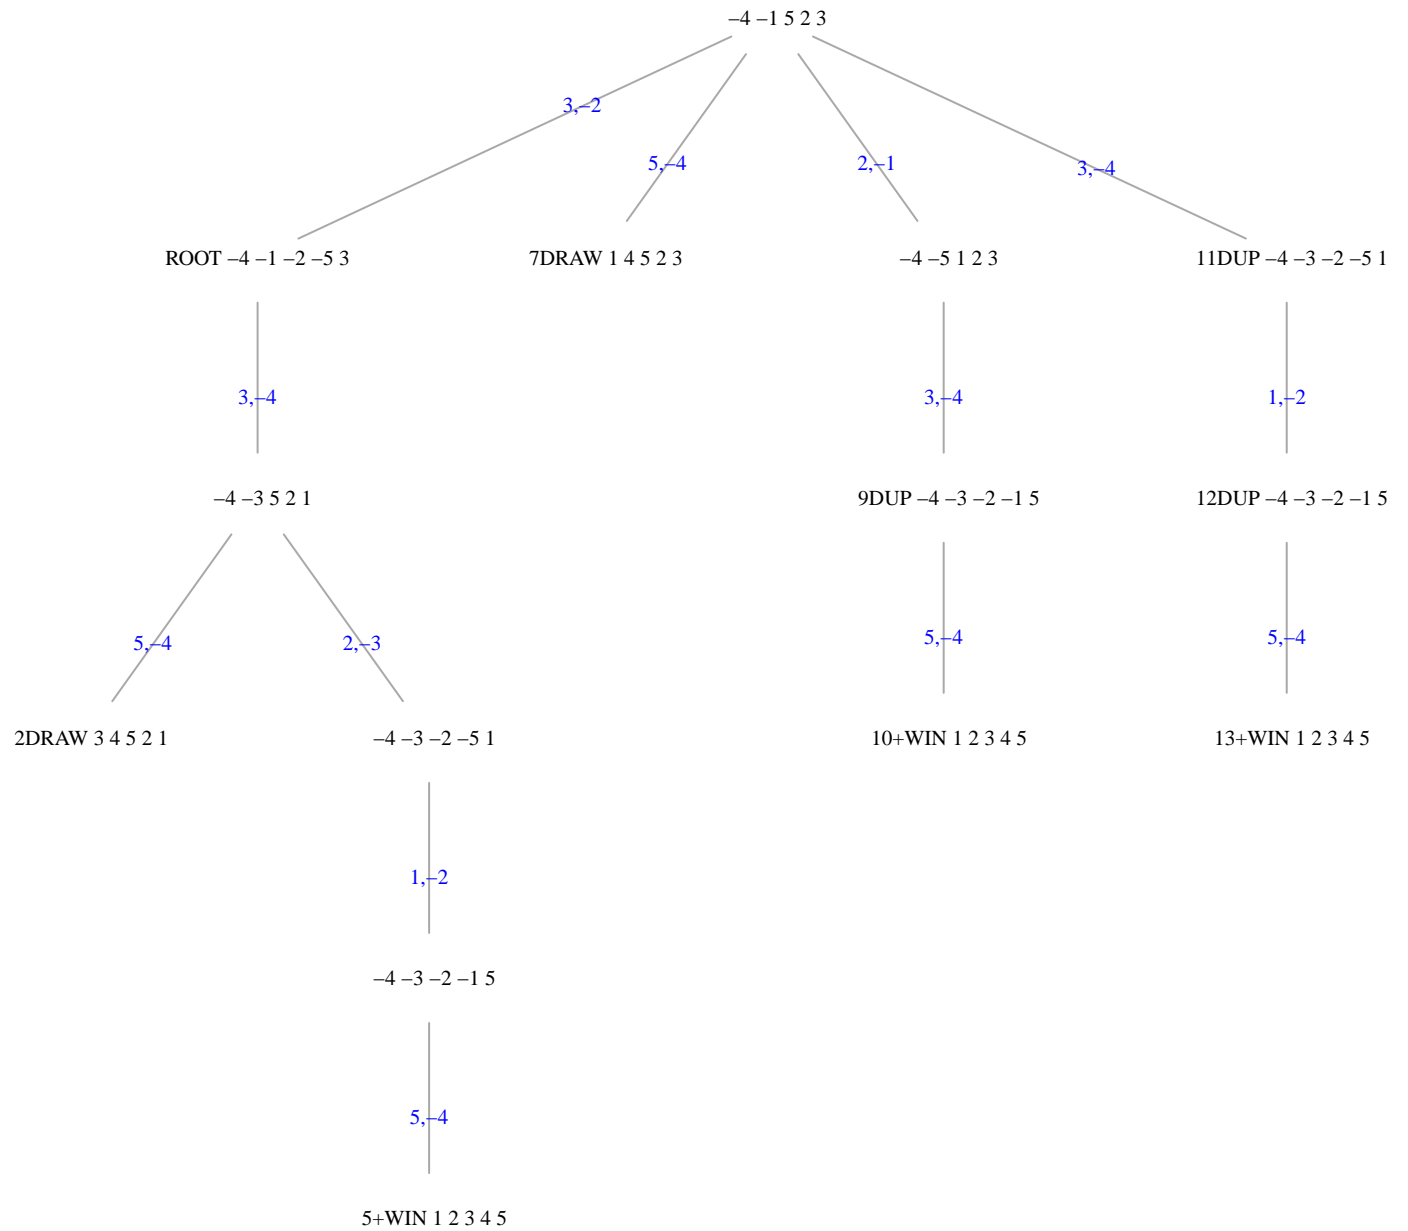 –4 –1 5 2 3
3,–2
5,–4
2,–1
3,–4
ROOT –4 –1 –2 –5 3
7DRAW 1 4 5 2 3
–4 –5 1 2 3
11DUP –4 –3 –2 –5 1
3,–4
3,–4
1,–2
–4 –3 5 2 1
9DUP –4 –3 –2 –1 5
12DUP –4 –3 –2 –1 5
5,–4
2,–3
5,–4
5,–4
2DRAW 3 4 5 2 1
–4 –3 –2 –5 1
10+WIN 1 2 3 4 5
13+WIN 1 2 3 4 5
1,–2
–4 –3 –2 –1 5
5,–4
5+WIN 1 2 3 4 5